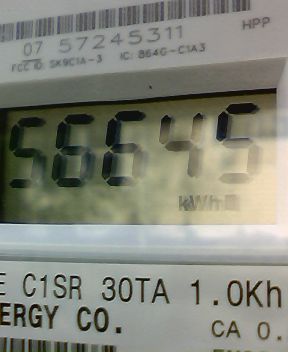 07 57245311
HPP
FCC ID: SK9C1A-3 IC: 864G-C1A3
56645
kWh
E C1SR 30TA 1.0Kh
ERGY CO.
CA 0.